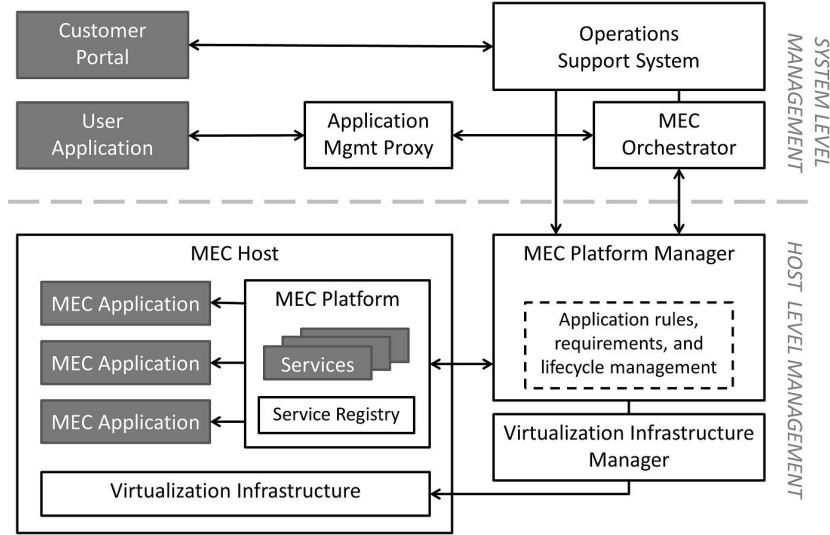 Customer
Portal
Operations
Support System
User
Application
Application
Mgmt Proxy
MEC
Orchestrator
SYSTEM LEVEL
MANAGEMENT
MEC Host
MEC Platform Manager
MEC Application
MEC Application
MEC Application
MEC Platform
Services
Service Registry
Application rules,
requirements, and
lifecycle management
Virtualization Infrastructure
Manager
Virtualization Infrastructure
HOST LEVEL MANAGEMENT